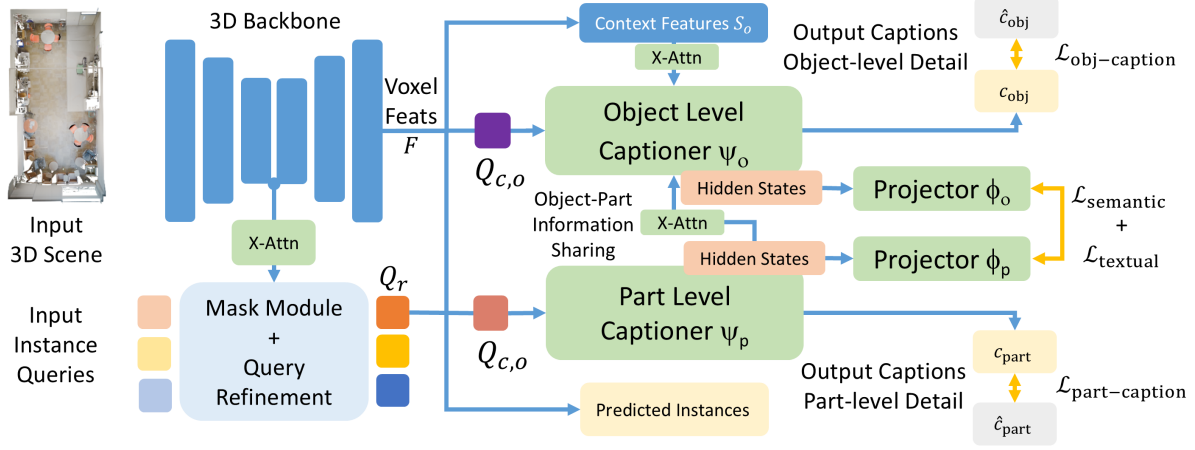 3D Backbone
Input
3D Scene
X-Attn
Voxel
Feats
F
Context Features S_o
X-Attn
Q_{c,o}
Object Level
Captioner ψ_o
Output Captions
Object-level Detail
ĉ_obj
c_obj
ℒ_obj−caption
Hidden States
Projector ϕ_o
Object-Part
Information
Sharing
X-Attn
Hidden States
Projector ϕ_p
ℒ_semantic
+
ℒ_textual
Input
Instance
Queries
Mask Module
+
Query
Refinement
Q_r
Q_{c,o}
Part Level
Captioner ψ_p
Predicted Instances
Output Captions
Part-level Detail
c_part
ĉ_part
ℒ_part−caption